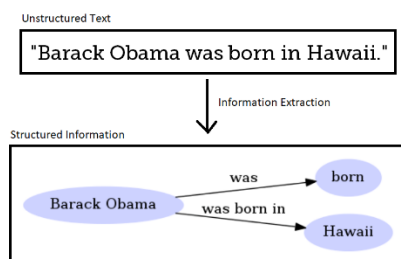 Unstructured Text
"Barack Obama was born in Hawaii."
Information Extraction
Structured Information
was
born
Barack Obama
was born in
Hawaii